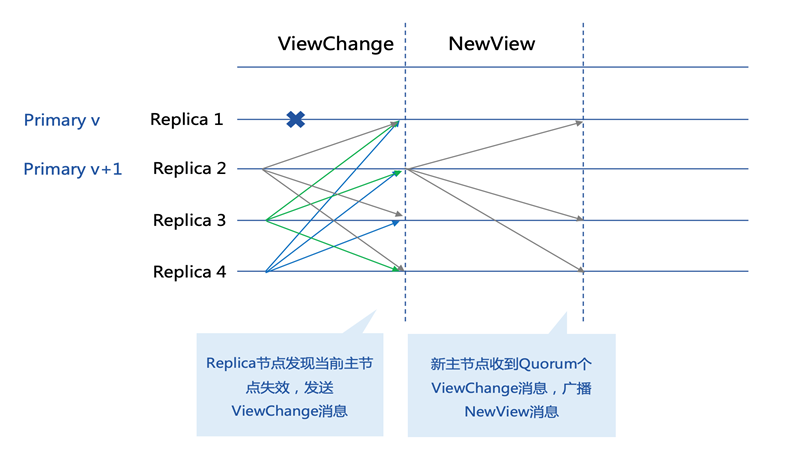 ViewChange NewView
Primary v Replica 1
Primary v+1 Replica 2
Replica 3
Replica 4
Replica节点发现当前主节
点失效，发送
ViewChange消息
新主节点收到Quorum个
ViewChange消息，广播
NewView消息